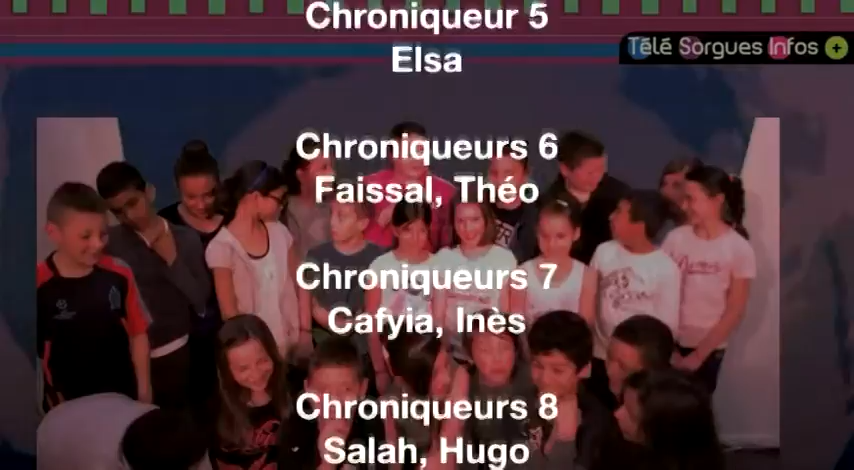 Chroniqueur 5
Elsa
Télé Sorgues Infos +
Chroniqueurs 6
Faissal, Théo
Chroniqueurs 7
Cafyia, Inès
Chroniqueurs 8
Salah, Hugo